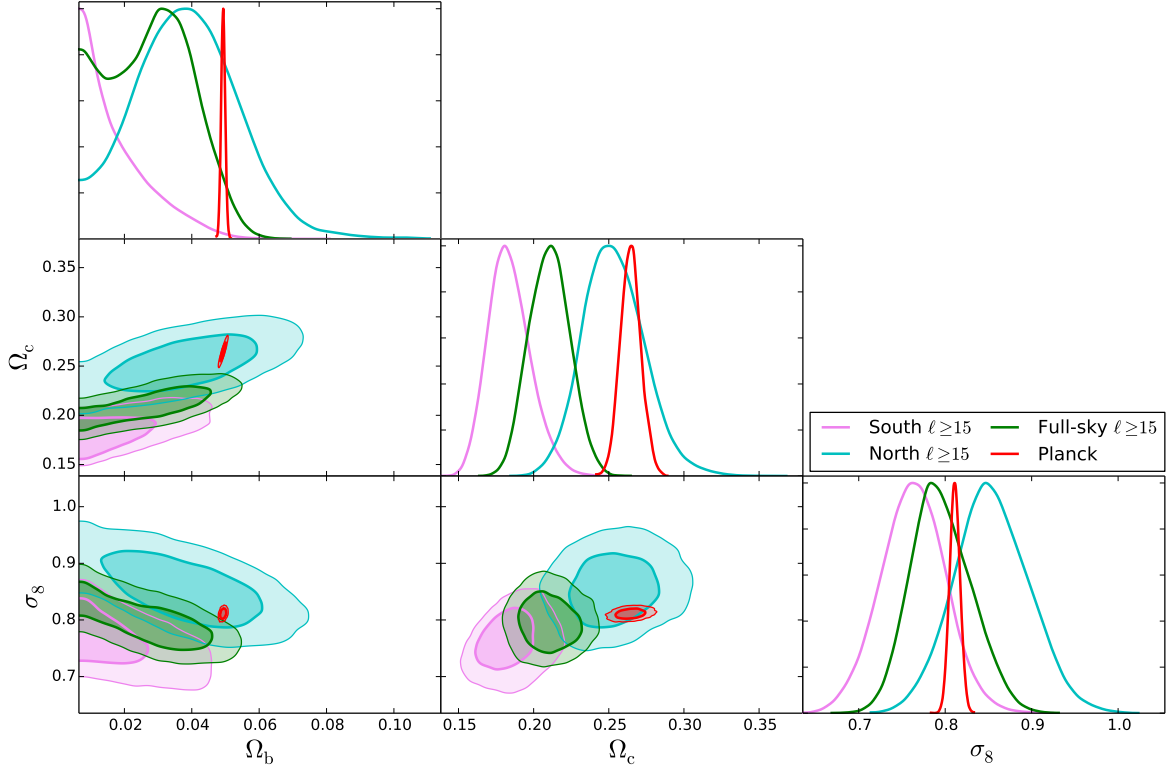 0.35
0.30
0.25
0.20
0.15
Ωc
South ℓ ≥15
Full-sky ℓ ≥15
North ℓ ≥15
Planck
1.0
0.9
0.8
0.7
σ8
0.02 0.04 0.06 0.08 0.10
0.15 0.20 0.25 0.30 0.35
0.7 0.8 0.9 1.0
Ωb
Ωc
σ8